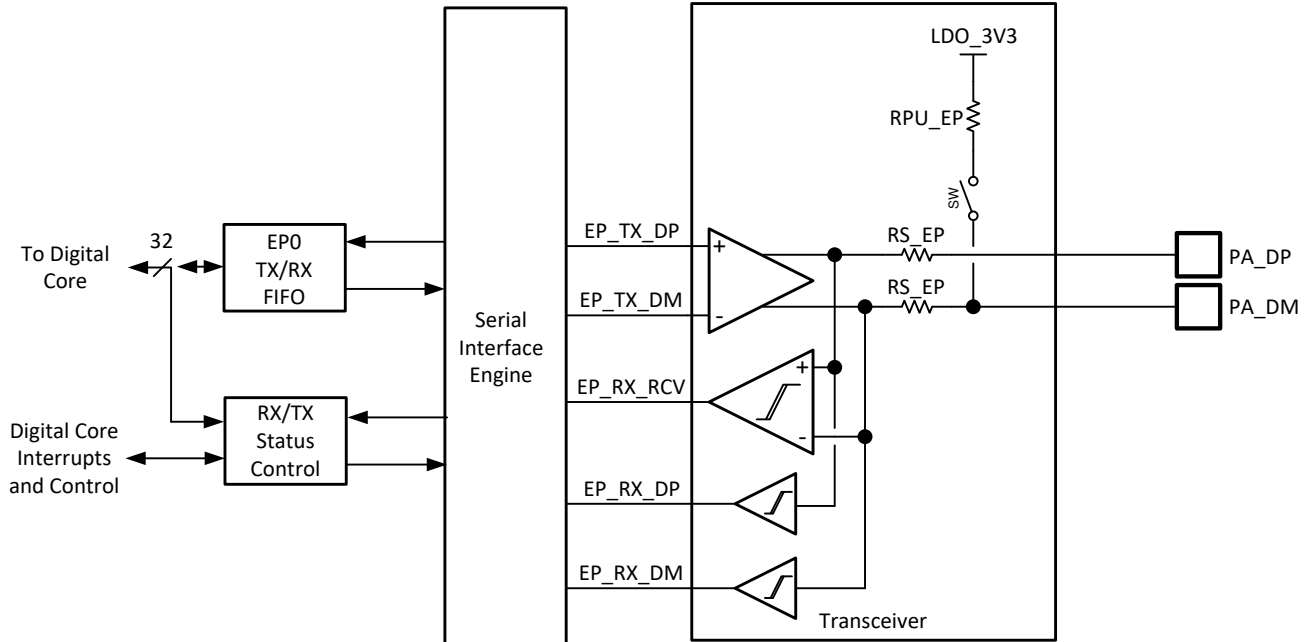 LDO_3V3
RPU_EP
SW
32
To Digital
Core
EP0
TX/RX
FIFO
EP_TX_DP
+
RS_EP
PA_DP
EP_TX_DM
-
RS_EP
PA_DM
Serial
Interface
Engine
EP_RX_RCV
+
-
RX/TX
Status
Control
Digital Core
Interrupts
and Control
EP_RX_DP
EP_RX_DM
Transceiver